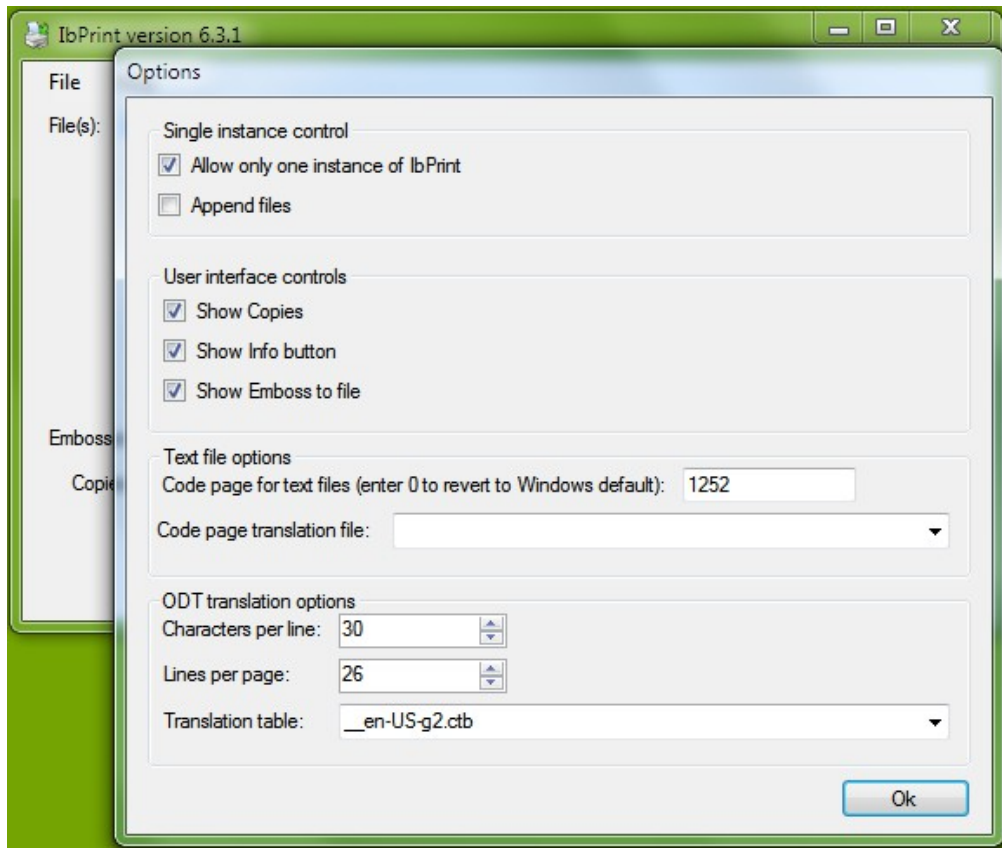 IbPrint version 6.3.1
Options
File
File(s):
Single instance control
Allow only one instance of IbPrint
Append files
User interface controls
Show Copies
Show Info button
Show Emboss to file
Emboss
Copie
Text file options
Code page for text files (enter 0 to revert to Windows default): 1252
Code page translation file:
ODT translation options
Characters per line: 30
Lines per page: 26
Translation table: __en-US-g2.ctb
Ok